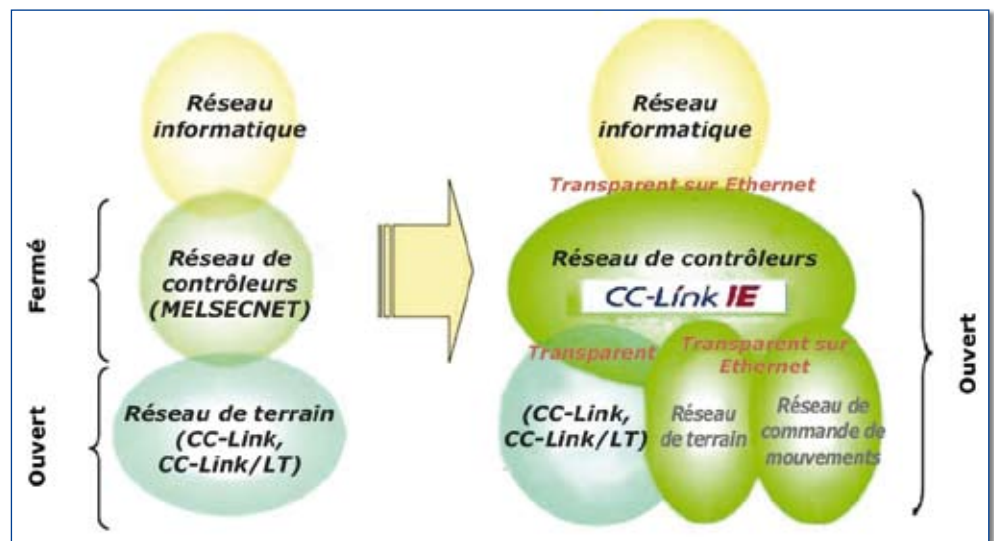 Réseau
informatique
Fermé
Réseau de
contrôleurs
(MELSECNET)
Ouvert
Réseau de terrain
(CC-Link,
CC-Link/LT)
Réseau
informatique
Transparent sur Ethernet
Réseau de contrôleurs
CC-Link IE
Transparent
Transparent sur
Ethernet
(CC-Link,
CC-Link/LT)
Réseau
de terrain
Réseau de
commande de
mouvements
Ouvert